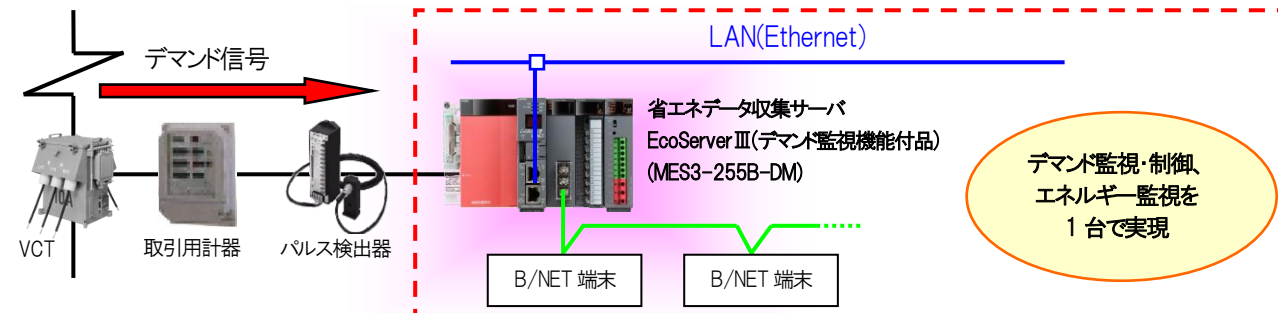 LAN(Ethernet)
デマンド信号
省エネデータ収集サーバ
EcoServerⅢ(デマンド監視機能付品)
(MES3-255B-DM)
デマンド監視・制御、
エネルギー監視を
1 台で実現
10A
VCT
取引用計器
パルス検出器
B/NET 端末
B/NET 端末